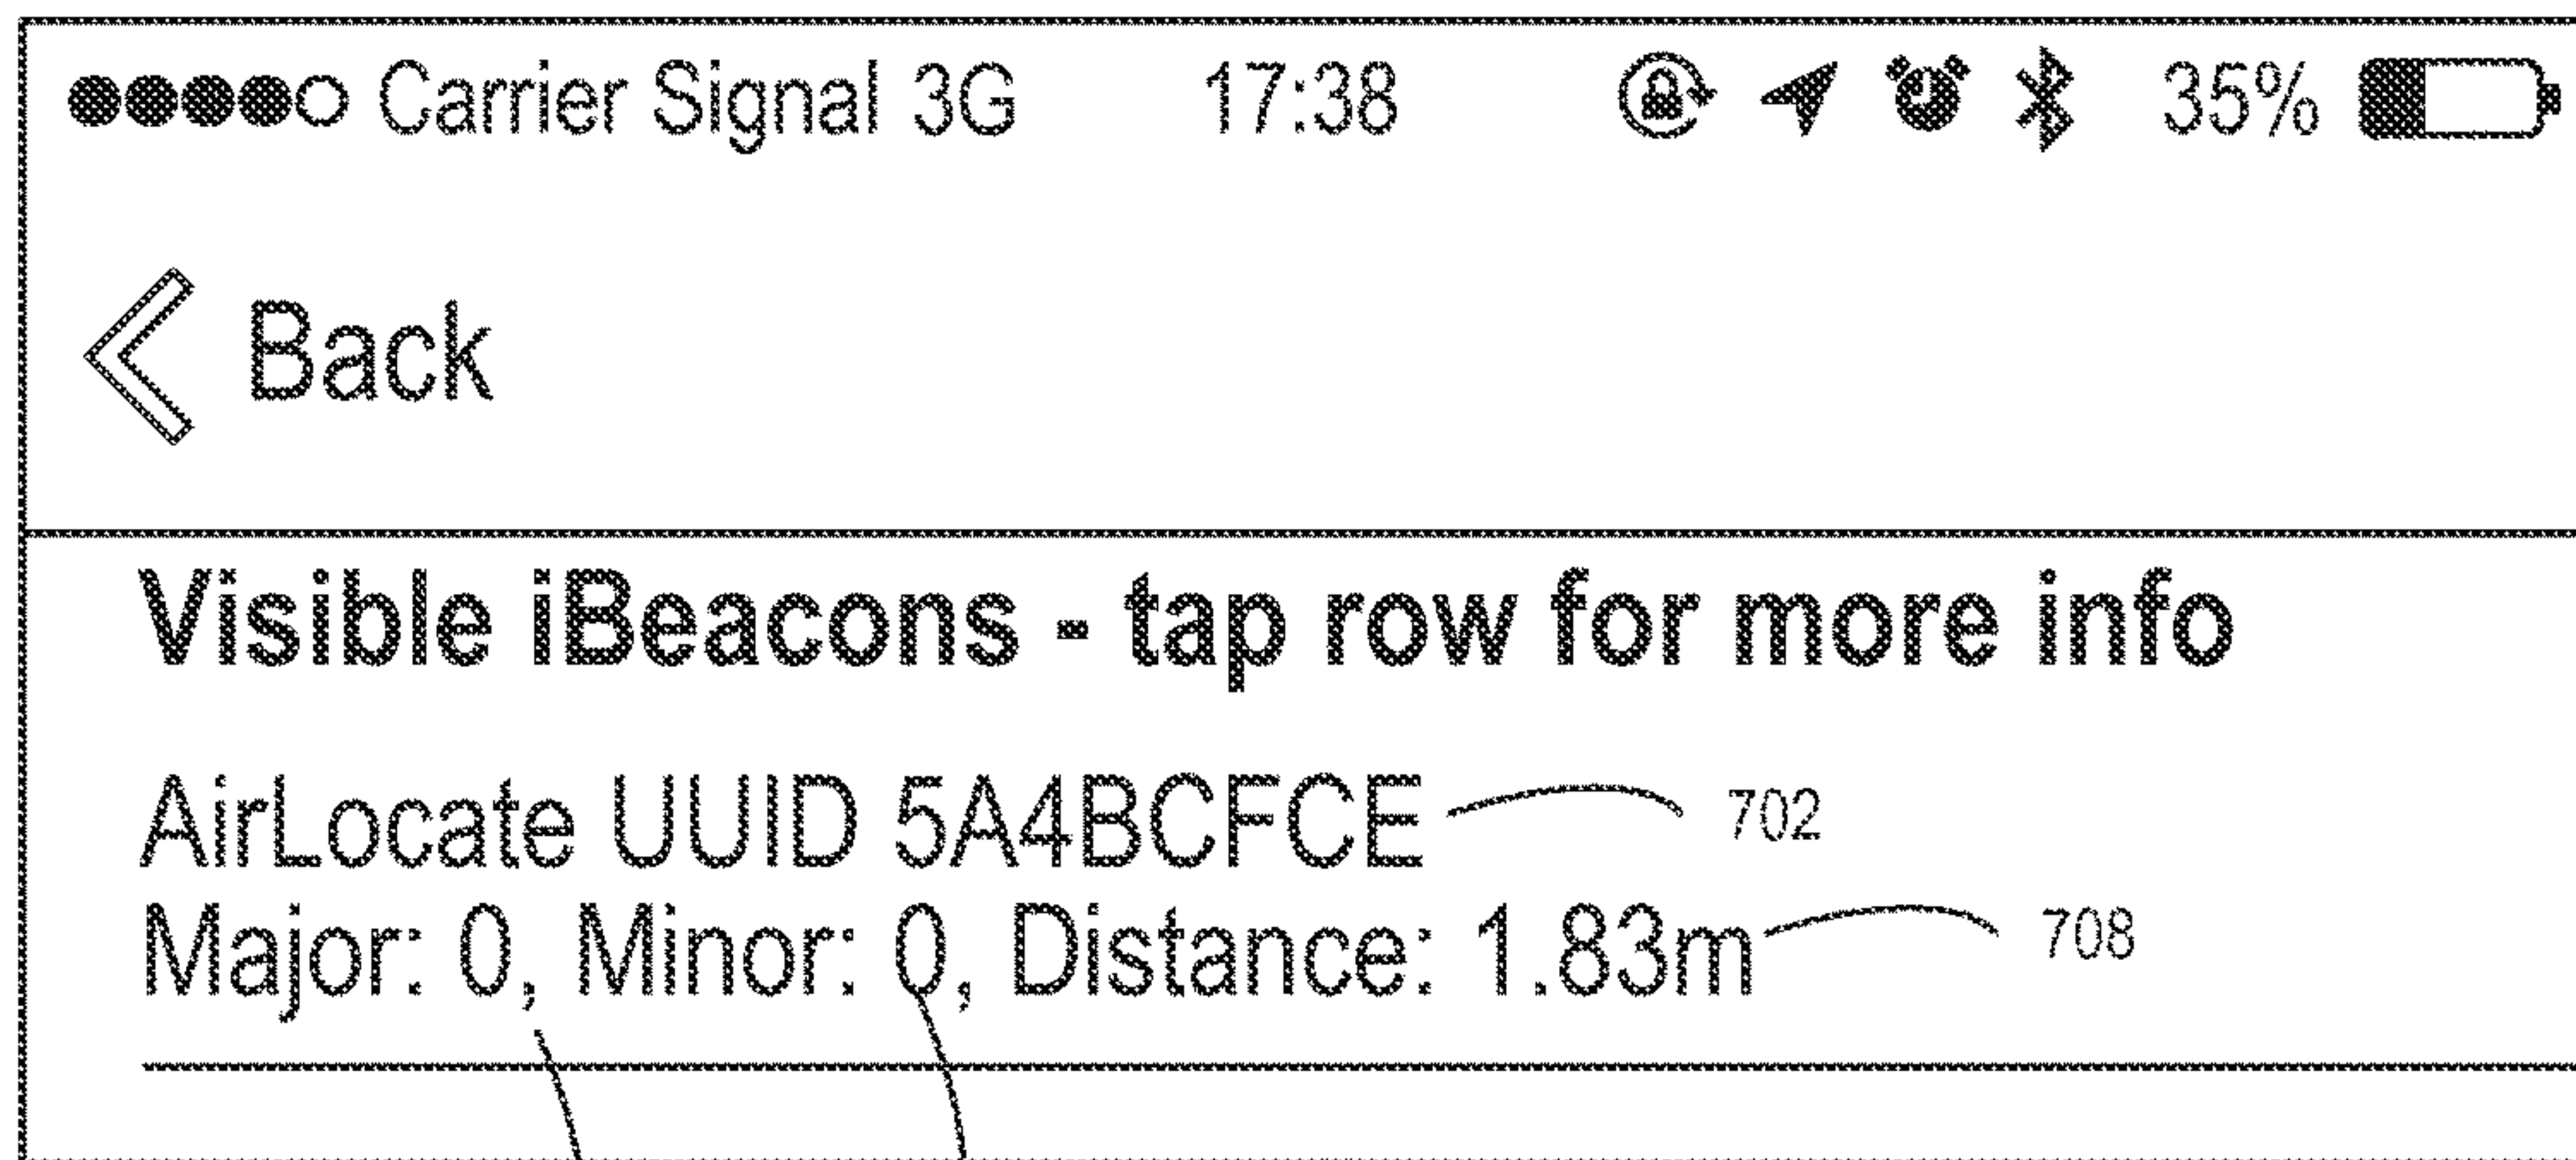 Carrier Signal 3G 17:38 35%
Back
Visible iBeacons - tap row for more info
AirLocate UUID 5A4BCFCE 702
Major: 0, Minor: 0, Distance: 1.83m 708